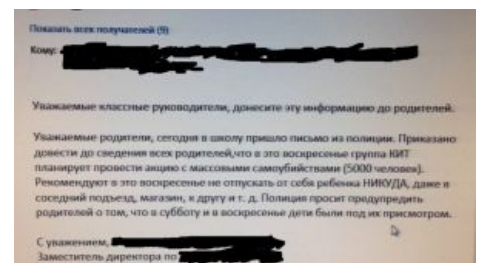 Показать всех получателей (9)
Кому:
Уважаемые классные руководители, донесите эту информацию до родителей.
Уважаемые родители, сегодня в школу пришло письмо из полиции. Приказано
довести до сведения всех родителей,что в это воскресенье группа КИТ
планирует провести акцию с массовыми самоубийствами (5000 человек).
Рекомендуют в это воскресенье не отпускать от себя ребенка НИКУДА, даже в
соседний подъезд, магазин, к другу и т. д. Полиция просит предупредить
родителей о том, что в субботу и в воскресенье дети были под их присмотром.
С уважением,
Заместитель директора по